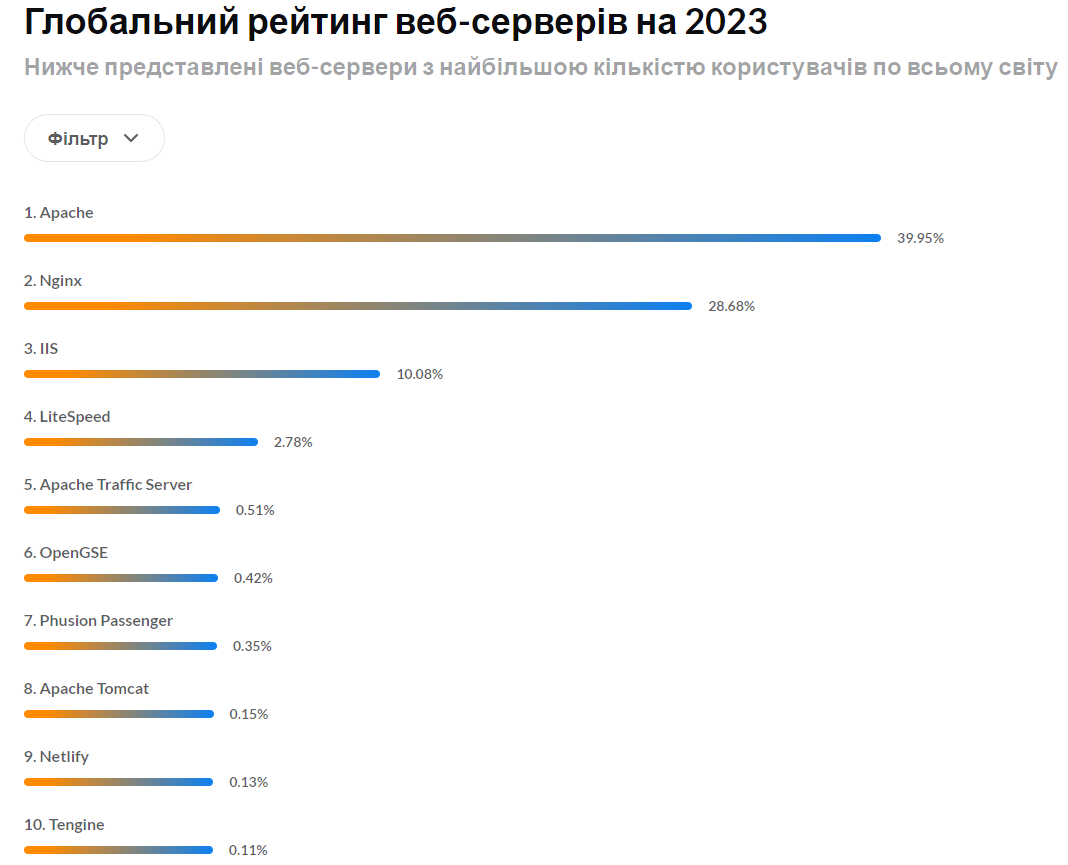 Глобальний рейтинг веб-серверів на 2023
Нижче представлені веб-сервери з найбільшою кількістю користувачів по всьому світу
Фільтр
1. Apache
39.95%
2. Nginx
28.68%
3. IIS
10.08%
4. LiteSpeed
2.78%
5. Apache Traffic Server
0.51%
6. OpenGSE
0.42%
7. Phusion Passenger
0.35%
8. Apache Tomcat
0.15%
9. Netlify
0.13%
10. Tengine
0.11%